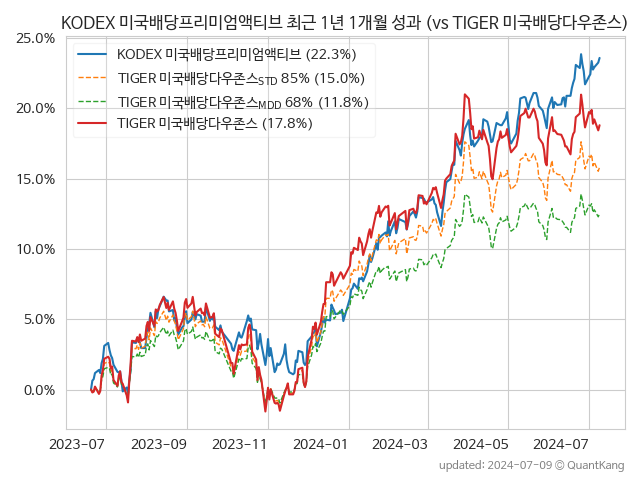 KODEX 미국배당프리미엄액티브 최근 1년 1개월 성과 (vs TIGER 미국배당다우존스)
25.0%
20.0%
15.0%
10.0%
5.0%
0.0%
KODEX 미국배당프리미엄액티브 (22.3%)
TIGER 미국배당다우존스STD 85% (15.0%)
TIGER 미국배당다우존스MDD 68% (11.8%)
TIGER 미국배당다우존스 (17.8%)
2023-07 2023-09 2023-11 2024-01 2024-03 2024-05 2024-07
updated: 2024-07-09 © QuantKang